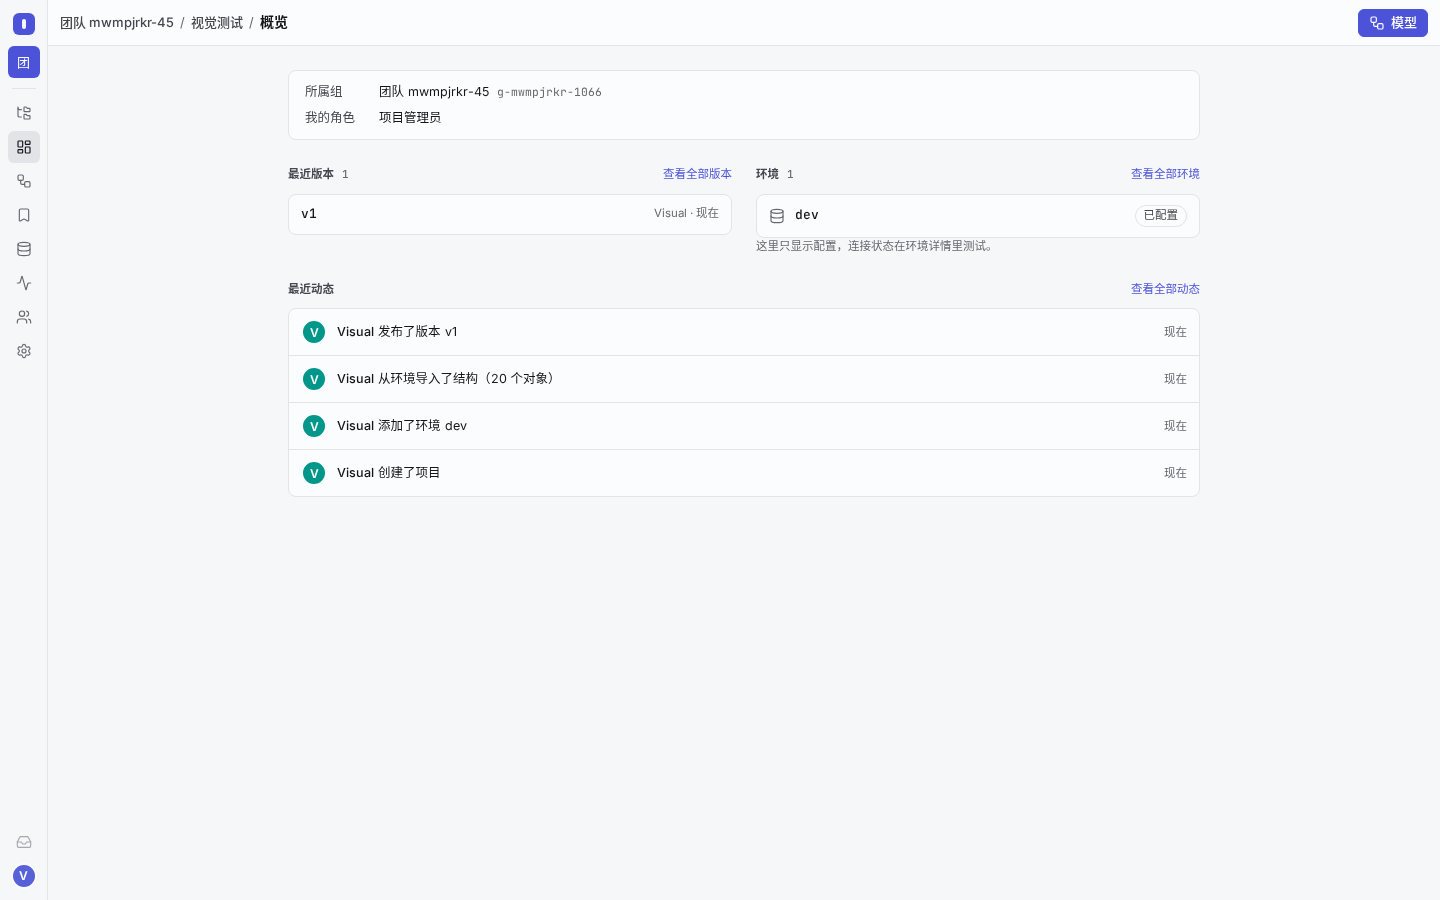 团队 mwmpjrkr-45 / 视觉测试 / 概览
模型
团
所属组 团队 mwmpjrkr-45 g-mwmpjrkr-1066
我的角色 项目管理员
最近版本 1 查看全部版本
v1 Visual · 现在
环境 1 查看全部环境
dev 已配置
这里只显示配置，连接状态在环境详情里测试。
最近动态 查看全部动态
V Visual 发布了版本 v1 现在
V Visual 从环境导入了结构（20 个对象） 现在
V Visual 添加了环境 dev 现在
V Visual 创建了项目 现在
V